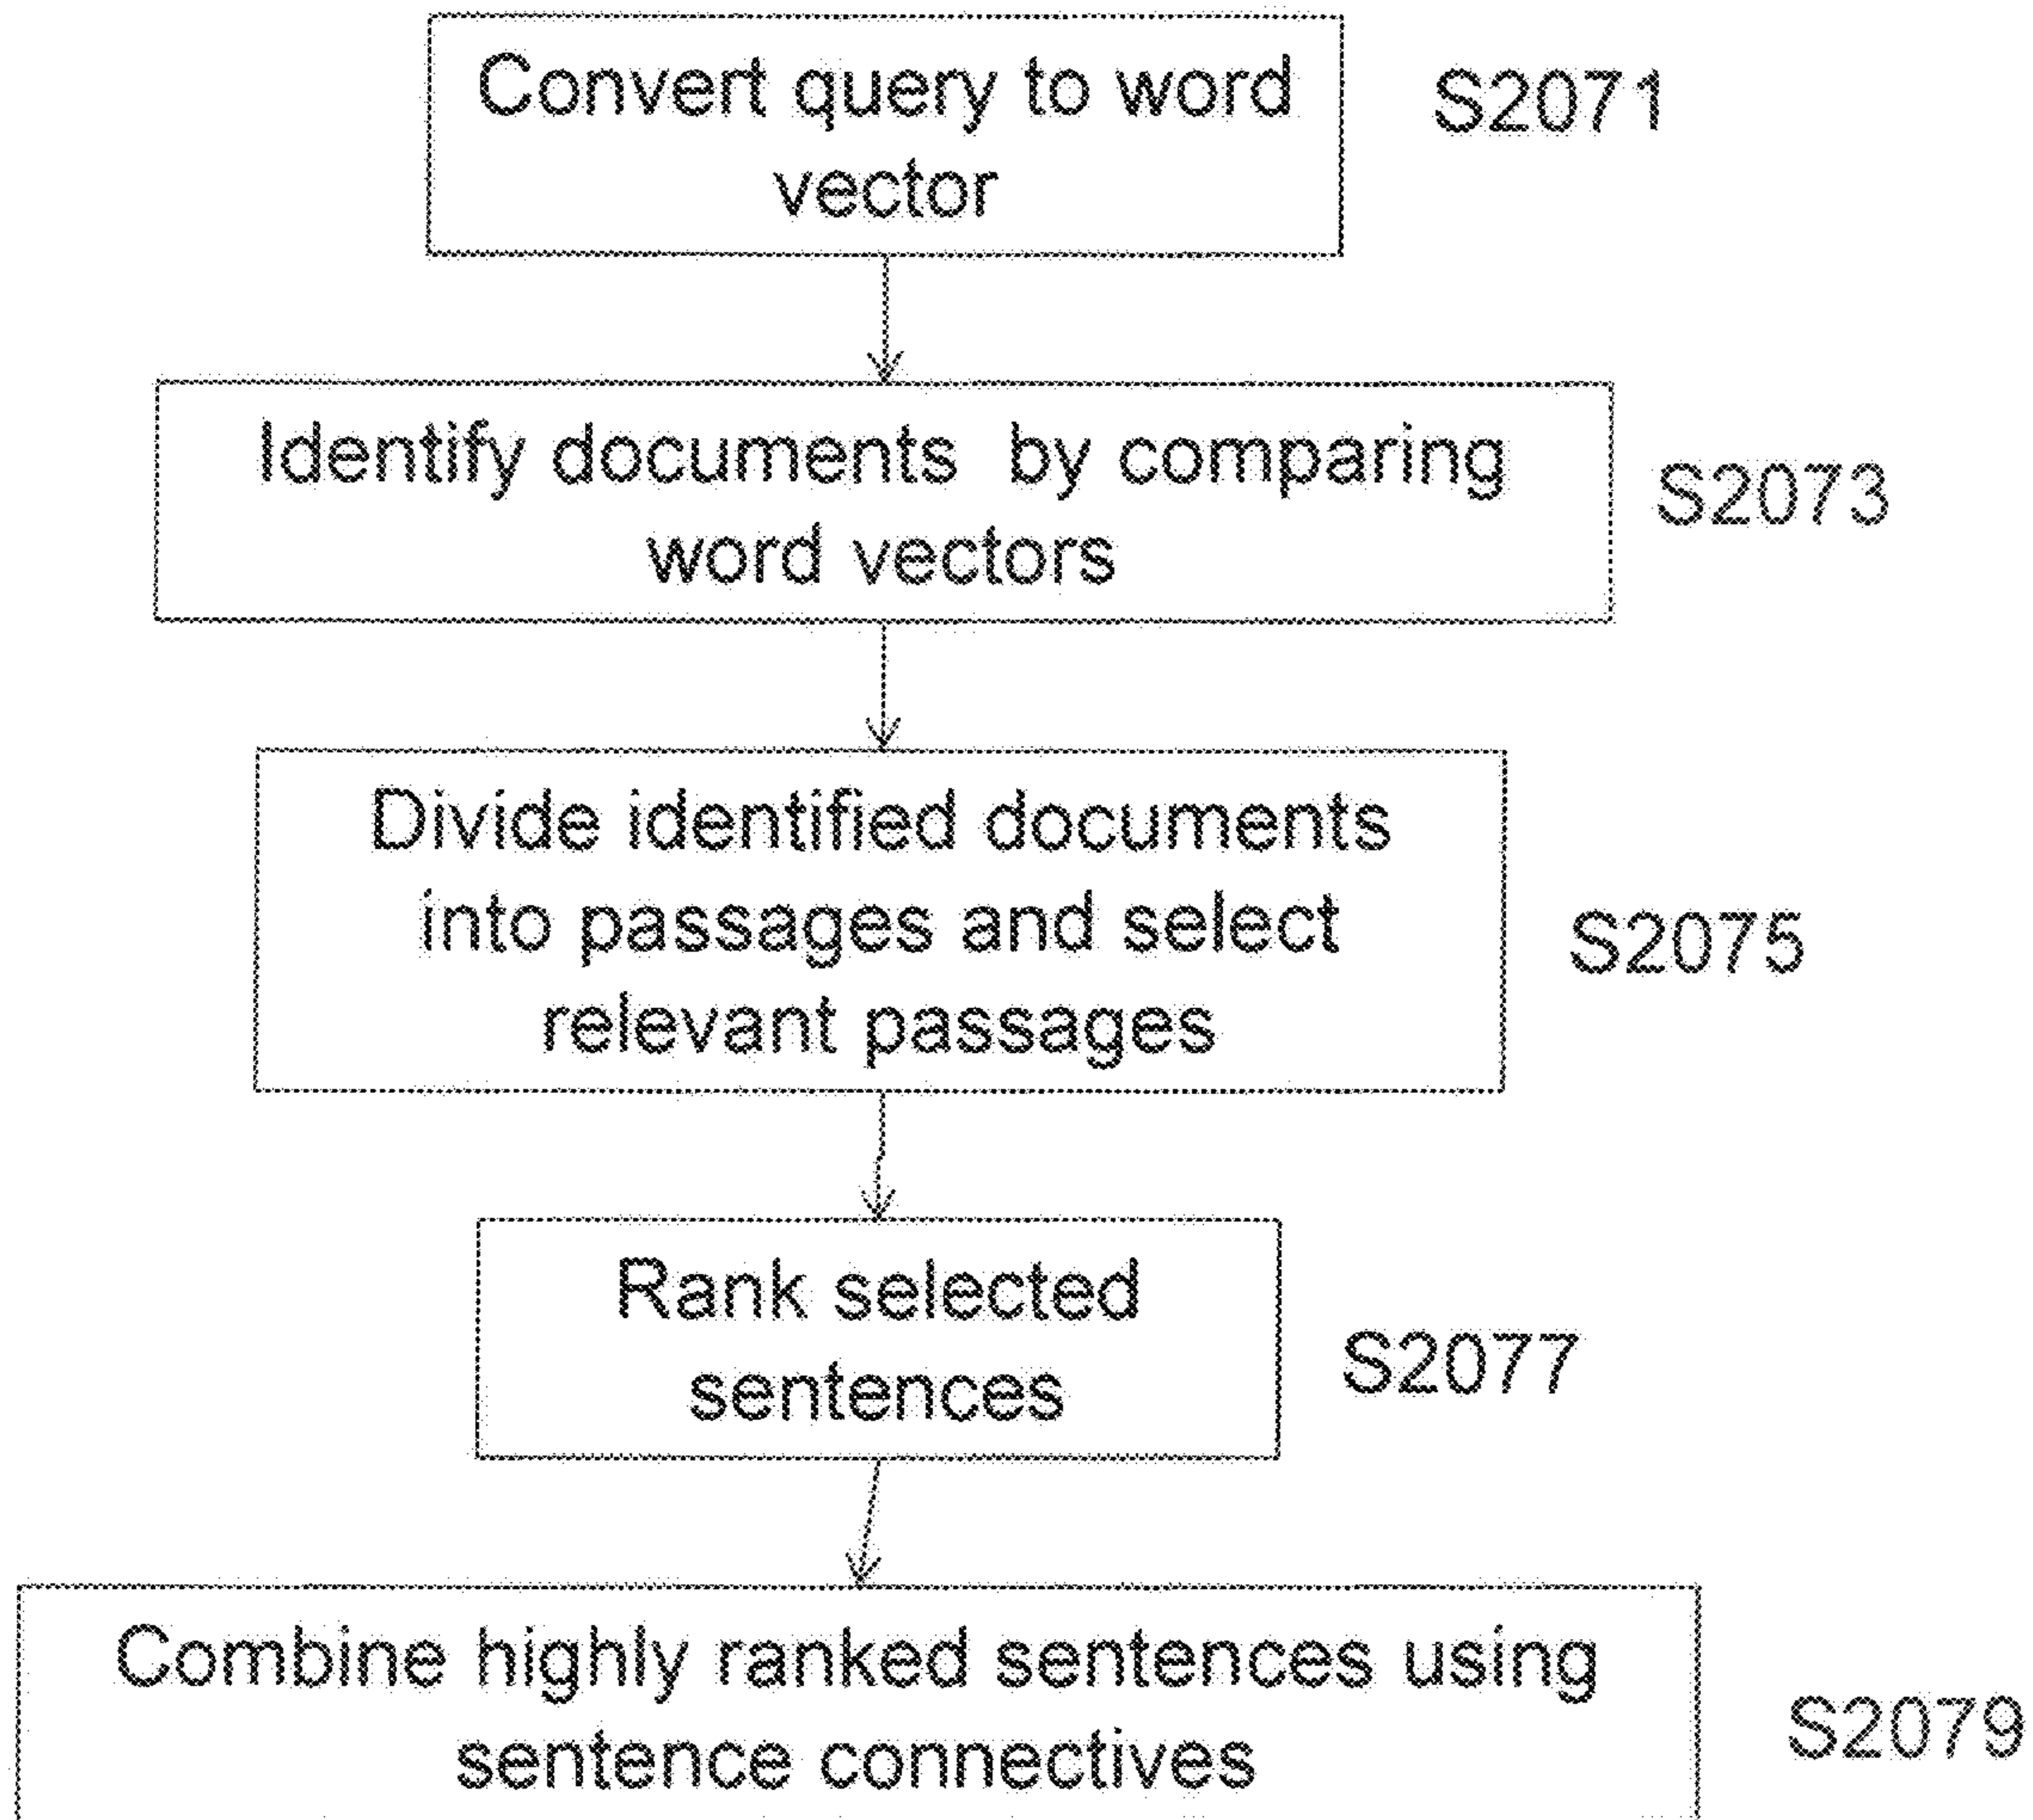 Convert query to word
vector
S2071
Identify documents by comparing
word vectors
S2073
Divide identified documents
into passages and select
relevant passages
S2075
Rank selected
sentences
S2077
Combine highly ranked sentences using
sentence connectives
S2079